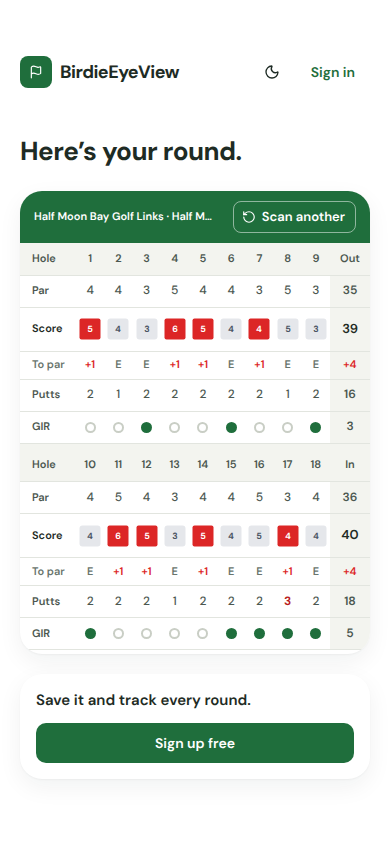 BirdieEyeView Sign in
Here's your round.
Half Moon Bay Golf Links · Half M... Scan another
Hole 1 2 3 4 5 6 7 8 9 Out
Par 4 4 3 5 4 4 3 5 3 35
Score 5 4 3 6 5 4 4 5 3 39
To par +1 E E +1 +1 E +1 E E +4
Putts 2 1 2 2 2 2 2 1 2 16
GIR 3
Hole 10 11 12 13 14 15 16 17 18 In
Par 4 5 4 3 4 4 5 3 4 36
Score 4 6 5 3 5 4 5 4 4 40
To par E +1 +1 E +1 E E +1 E +4
Putts 2 2 2 1 2 2 2 3 2 18
GIR 5
Save it and track every round.
Sign up free